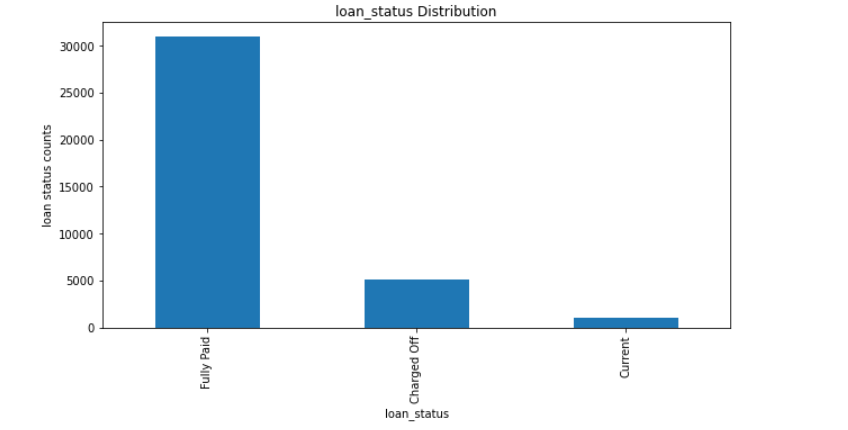 loan_status Distribution
loan status counts
30000
25000
20000
15000
10000
5000
0
Fully Paid
Charged Off
Current
loan_status